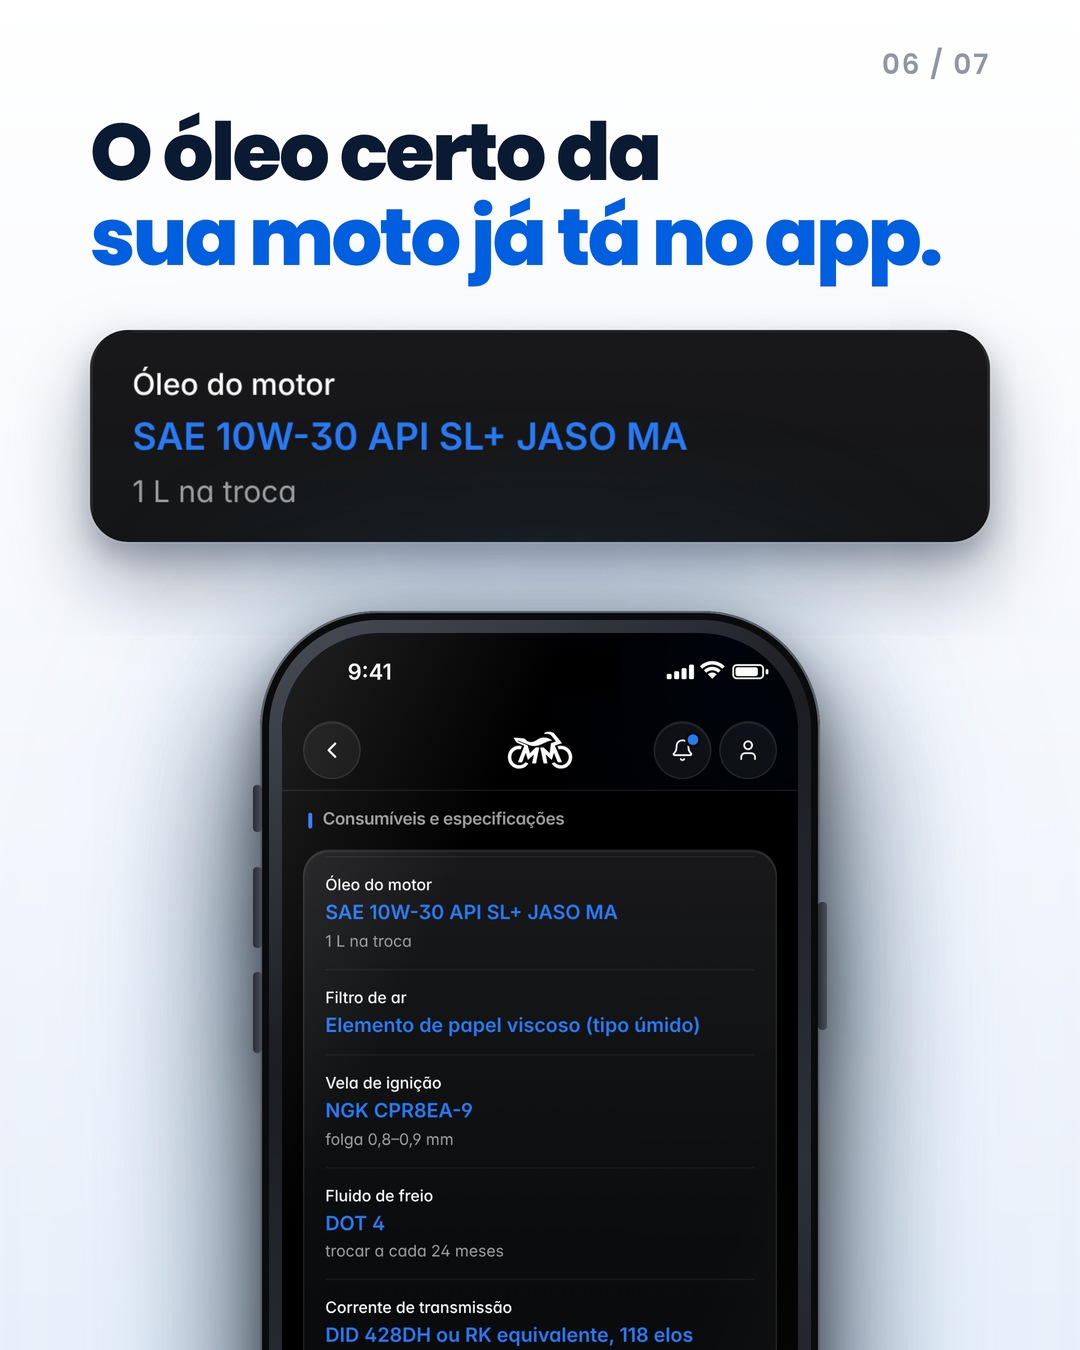 06 / 07
O óleo certo da
sua moto já tá no app.
Óleo do motor
SAE 10W-30 API SL+ JASO MA
1 L na troca
9:41
MM
Consumíveis e especificações
Óleo do motor
SAE 10W-30 API SL+ JASO MA
1 L na troca
Filtro de ar
Elemento de papel viscoso (tipo úmido)
Vela de ignição
NGK CPR8EA-9
folga 0,8–0,9 mm
Fluido de freio
DOT 4
trocar a cada 24 meses
Corrente de transmissão
DID 428DH ou RK equivalente, 118 elos